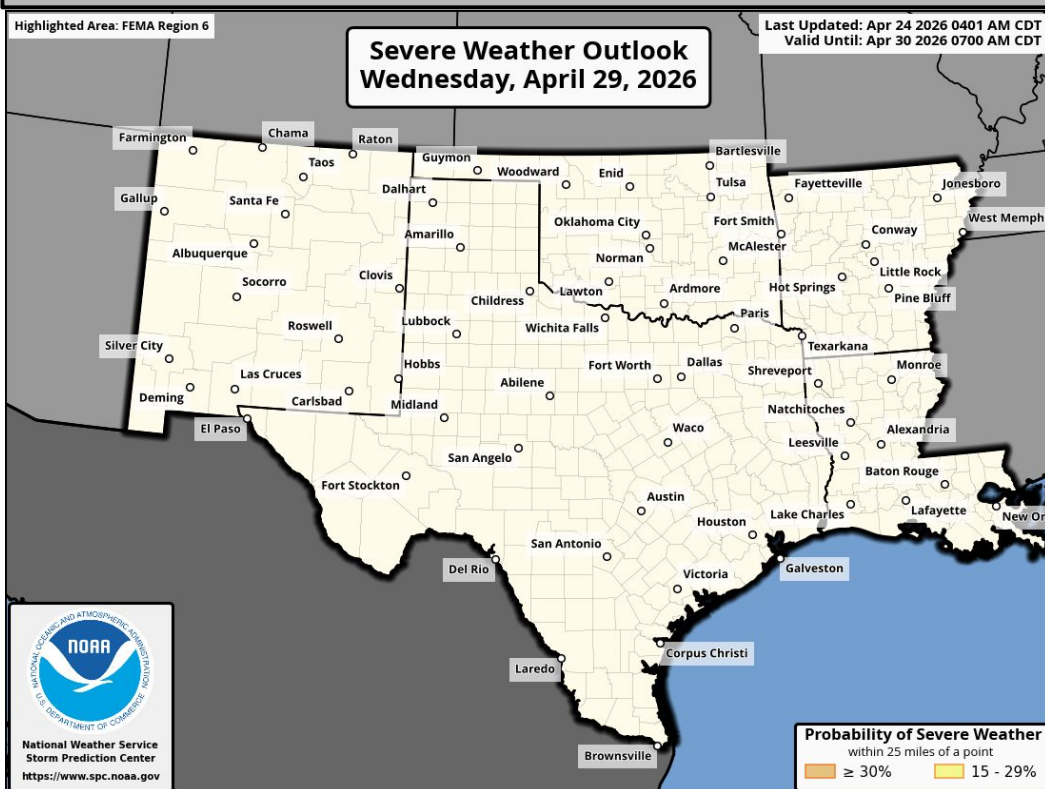 Highlighted Area: FEMA Region 6
Last Updated: Apr 24 2026 0401 AM CDT
Valid Until: Apr 30 2026 0700 AM CDT
Severe Weather Outlook
Wednesday, April 29, 2026
Farmington
Chama
Raton
Taos
Guymon
Woodward
Enid
Bartlesville
Tulsa
Fayetteville
Jonesboro
Gallup
Santa Fe
Dalhart
Oklahoma City
Fort Smith
West Memph
Albuquerque
Amarillo
Norman
McAlester
Conway
Socorro
Clovis
Childress
Lawton
Ardmore
Hot Springs
Little Rock
Pine Bluff
Roswell
Lubbock
Wichita Falls
Paris
Texarkana
Silver City
Hobbs
Fort Worth
Dallas
Shreveport
Monroe
Las Cruces
Deming
Carlsbad
Midland
Abilene
Natchitoches
El Paso
Waco
Leesville
Alexandria
San Angelo
Fort Stockton
Baton Rouge
Austin
Lake Charles
Lafayette
New Or
Houston
San Antonio
Del Rio
Galveston
Victoria
Laredo
Corpus Christi
Brownsville
NATIONAL OCEANIC AND ATMOSPHERIC ADMINISTRATION
NOAA
U.S. DEPARTMENT OF COMMERCE
National Weather Service
Storm Prediction Center
https://www.spc.noaa.gov
Probability of Severe Weather
within 25 miles of a point
≥ 30%
15 - 29%